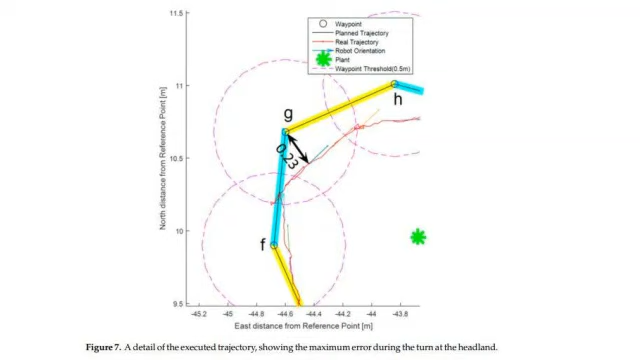 11.5
Waypoint
Planned Trajectory
Real Trajectory
Robot Orientation
Plant
Waypoint Threshold(0.5m)
11
h
g
0,23
10.5
North distance from Reference Point [m]
f
10
9.5
-45.2 -45 -44.8 -44.6 -44.4 -44.2 -44 -43.8
East distance from Reference Point [m]
Figure 7. A detail of the executed trajectory, showing the maximum error during the turn at the headland.